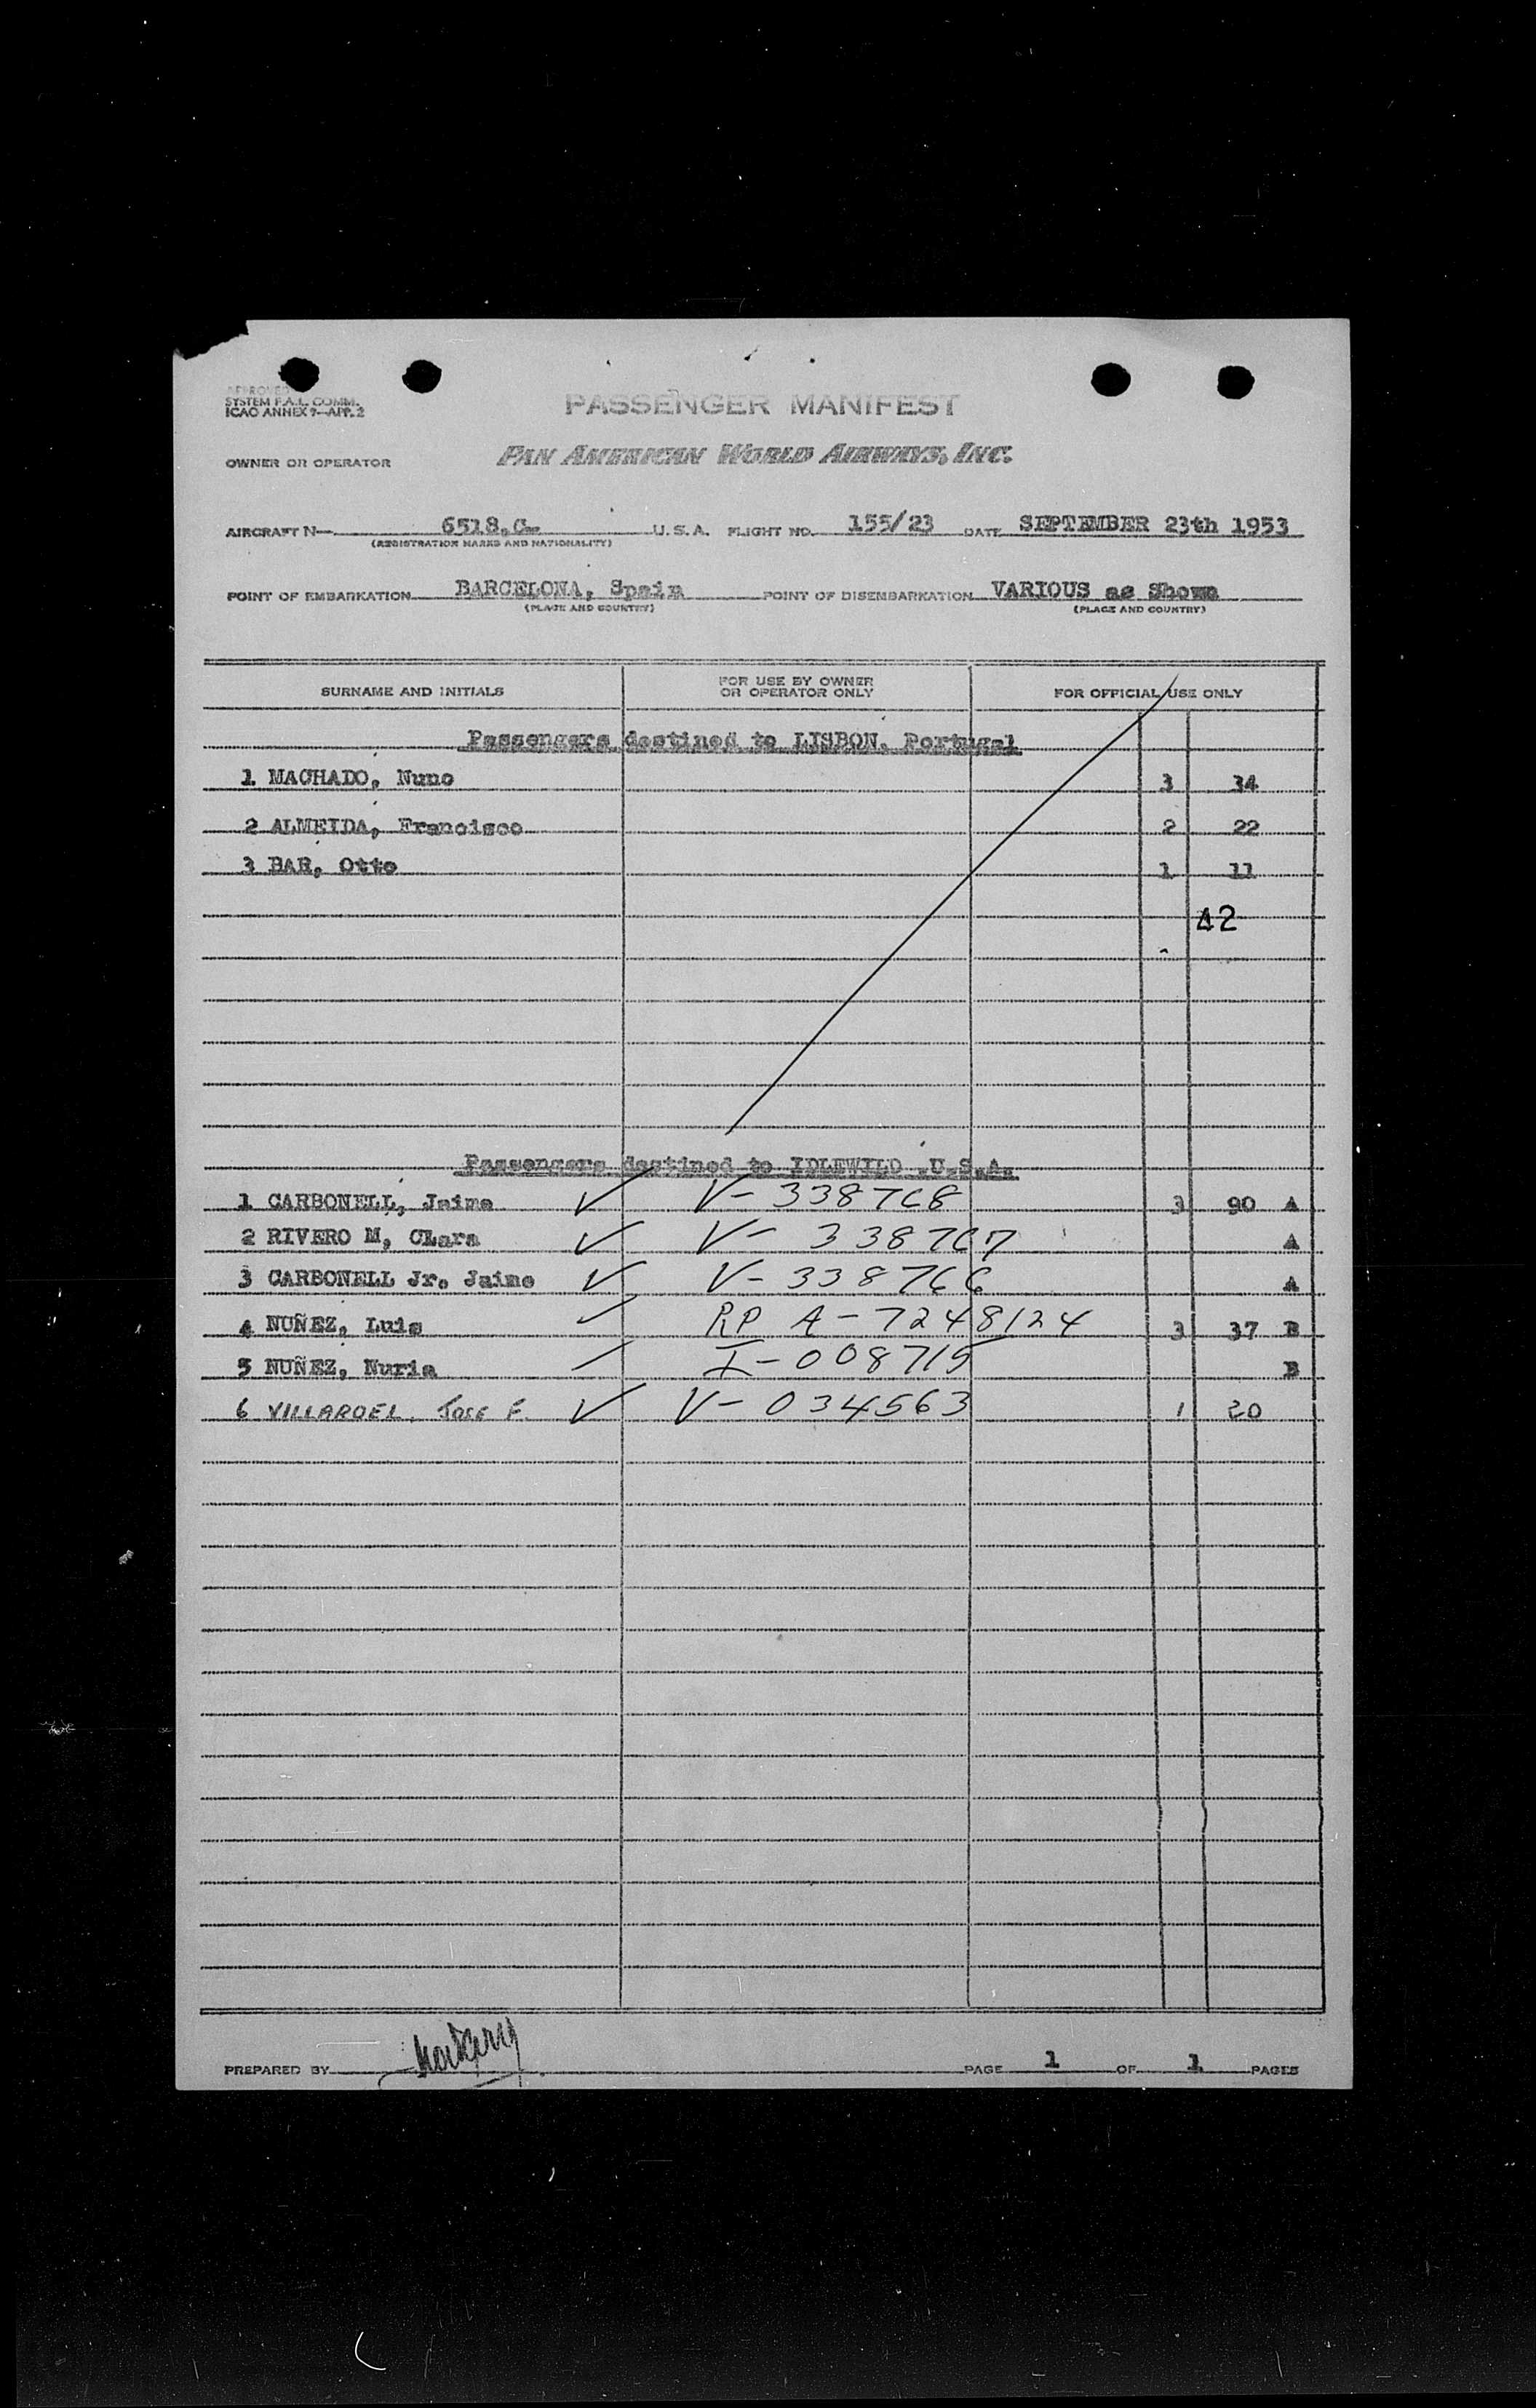 APPROVED
SYSTEM F.A.L. COMM.
ICAO ANNEX 9—APP. 2
PASSENGER MANIFEST
OWNER OR OPERATOR PAN AMERICAN WORLD AIRWAYS, INC.
AIRCRAFT N— 6518.C— U. S. A. FLIGHT NO. 155/23 DATE SEPTEMBER 23th 1953
(REGISTRATION MARKS AND NATIONALITY)
POINT OF EMBARKATION BARCELONA, Spain POINT OF DISEMBARKATION VARIOUS as Shown
(PLACE AND COUNTRY) (PLACE AND COUNTRY)
SURNAME AND INITIALS FOR USE BY OWNER OR OPERATOR ONLY FOR OFFICIAL USE ONLY
Passengers destined to LISBON, Portugal
1 MACHADO, Nuno 3 34
2 ALMEIDA, Francisco 2 22
3 BAR, Otto 1 11
42
Passengers destined to IDLEWILD .U.S.A.
1 CARBONELL, Jaime ✓ V-338768 3 90 A
2 RIVERO M, CLara ✓ V- 338767 A
3 CARBONELL Jr. Jaime ✓ V-338766 A
4 NUÑEZ, Luis RP A-7248124 3 37 B
5 NUÑEZ, Nuria I-008715 B
6 VILLAROEL, JOSE F. ✓ V-034563 1 20
PREPARED BY PAGE 1 OF 1 PAGES